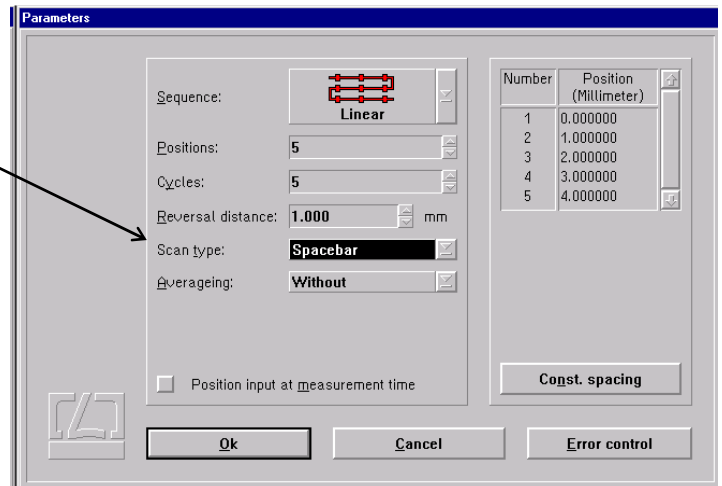 Parameters
Sequence:
Linear
Positions: 5
Cycles: 5
Reversal distance: 1.000 mm
Scan type: Spacebar
Averageing: Without
Position input at measurement time
Number Position
(Millimeter)
1 0.000000
2 1.000000
3 2.000000
4 3.000000
5 4.000000
Const. spacing
Ok Cancel Error control